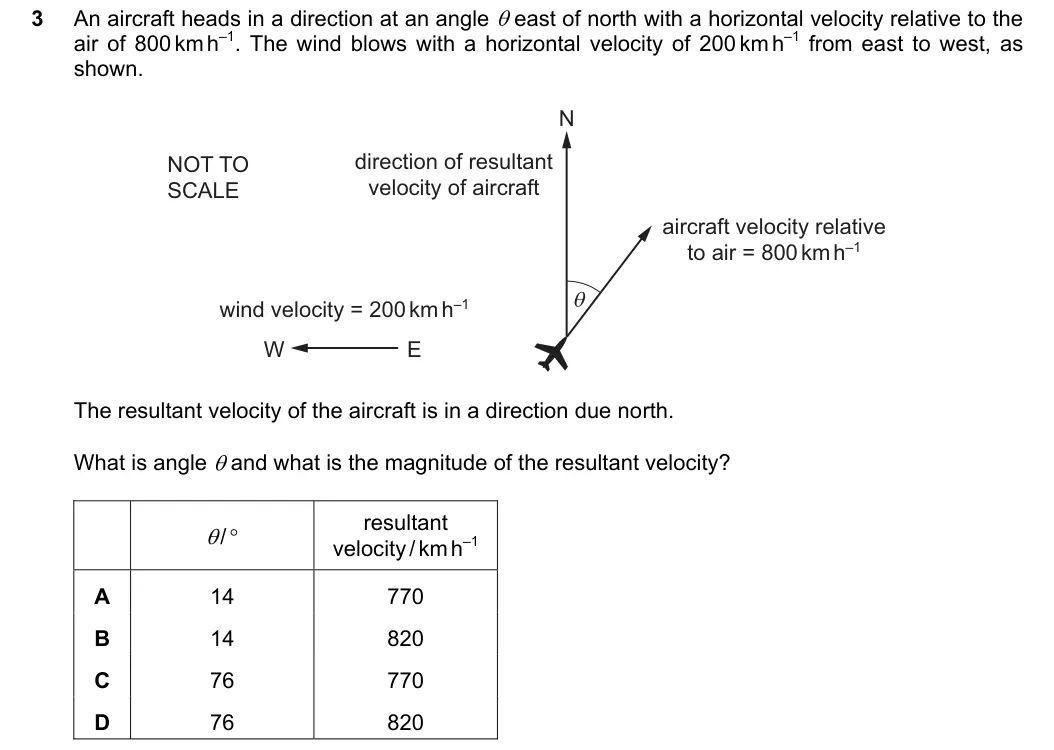 3 An aircraft heads in a direction at an angle θ east of north with a horizontal velocity relative to the
air of 800 km h⁻¹. The wind blows with a horizontal velocity of 200 km h⁻¹ from east to west, as
shown.
N
NOT TO
SCALE
direction of resultant
velocity of aircraft
aircraft velocity relative
to air = 800 km h⁻¹
θ
wind velocity = 200 km h⁻¹
W E
The resultant velocity of the aircraft is in a direction due north.
What is angle θ and what is the magnitude of the resultant velocity?
θ/° resultant
velocity / km h⁻¹
A 14 770
B 14 820
C 76 770
D 76 820